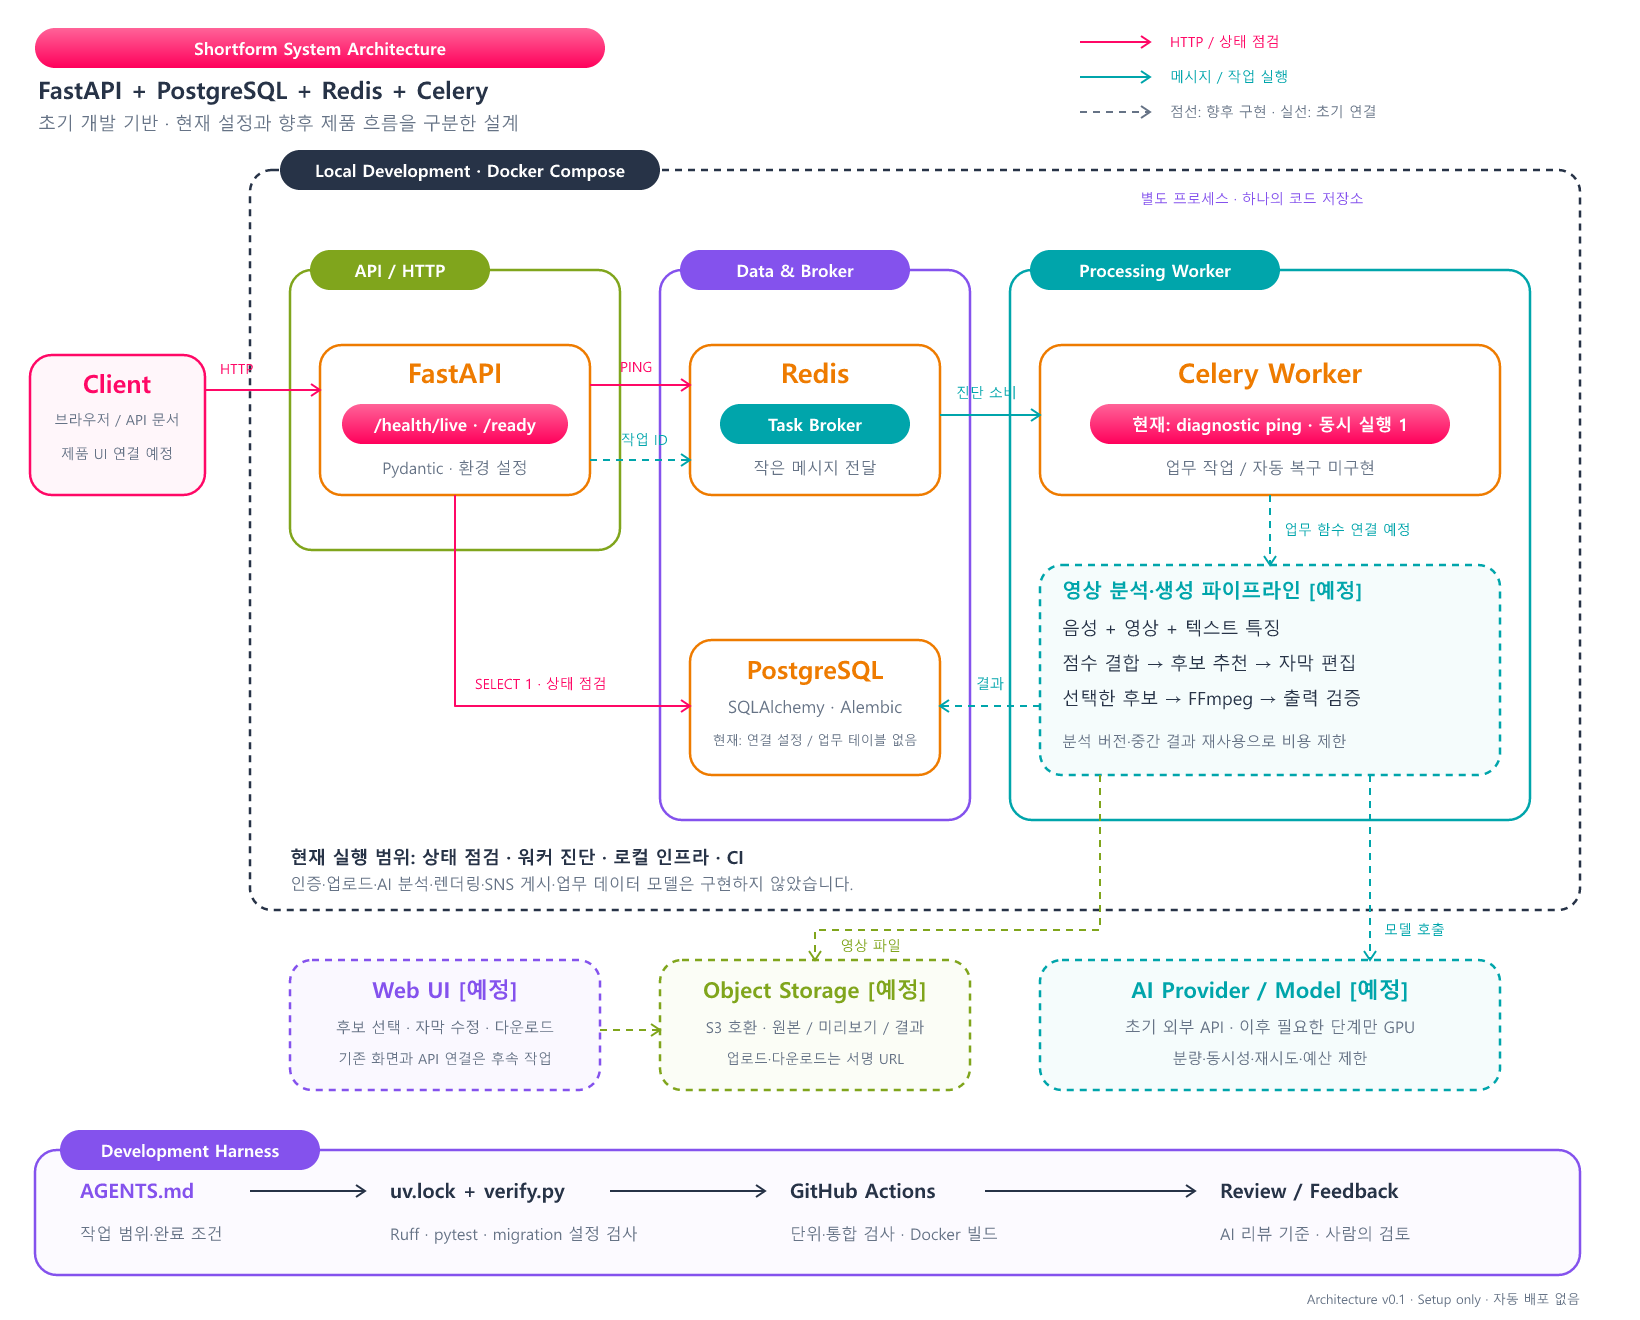 Shortform System Architecture
FastAPI + PostgreSQL + Redis + Celery
초기 개발 기반 · 현재 설정과 향후 제품 흐름을 구분한 설계
HTTP / 상태 점검
메시지 / 작업 실행
점선: 향후 구현 · 실선: 초기 연결
Local Development · Docker Compose
별도 프로세스 · 하나의 코드 저장소
API / HTTP
Data & Broker
Processing Worker
Client
브라우저 / API 문서
제품 UI 연결 예정
HTTP
FastAPI
/health/live · /ready
Pydantic · 환경 설정
PING
작업 ID
Redis
Task Broker
작은 메시지 전달
진단 소비
Celery Worker
현재: diagnostic ping · 동시 실행 1
업무 작업 / 자동 복구 미구현
업무 함수 연결 예정
영상 분석·생성 파이프라인 [예정]
음성 + 영상 + 텍스트 특징
점수 결합 → 후보 추천 → 자막 편집
선택한 후보 → FFmpeg → 출력 검증
분석 버전·중간 결과 재사용으로 비용 제한
SELECT 1 · 상태 점검
PostgreSQL
SQLAlchemy · Alembic
현재: 연결 설정 / 업무 테이블 없음
결과
현재 실행 범위: 상태 점검 · 워커 진단 · 로컬 인프라 · CI
인증·업로드·AI 분석·렌더링·SNS 게시·업무 데이터 모델은 구현하지 않았습니다.
영상 파일
모델 호출
Web UI [예정]
후보 선택 · 자막 수정 · 다운로드
기존 화면과 API 연결은 후속 작업
Object Storage [예정]
S3 호환 · 원본 / 미리보기 / 결과
업로드·다운로드는 서명 URL
AI Provider / Model [예정]
초기 외부 API · 이후 필요한 단계만 GPU
분량·동시성·재시도·예산 제한
Development Harness
AGENTS.md
작업 범위·완료 조건
uv.lock + verify.py
Ruff · pytest · migration 설정 검사
GitHub Actions
단위·통합 검사 · Docker 빌드
Review / Feedback
AI 리뷰 기준 · 사람의 검토
Architecture v0.1 · Setup only · 자동 배포 없음